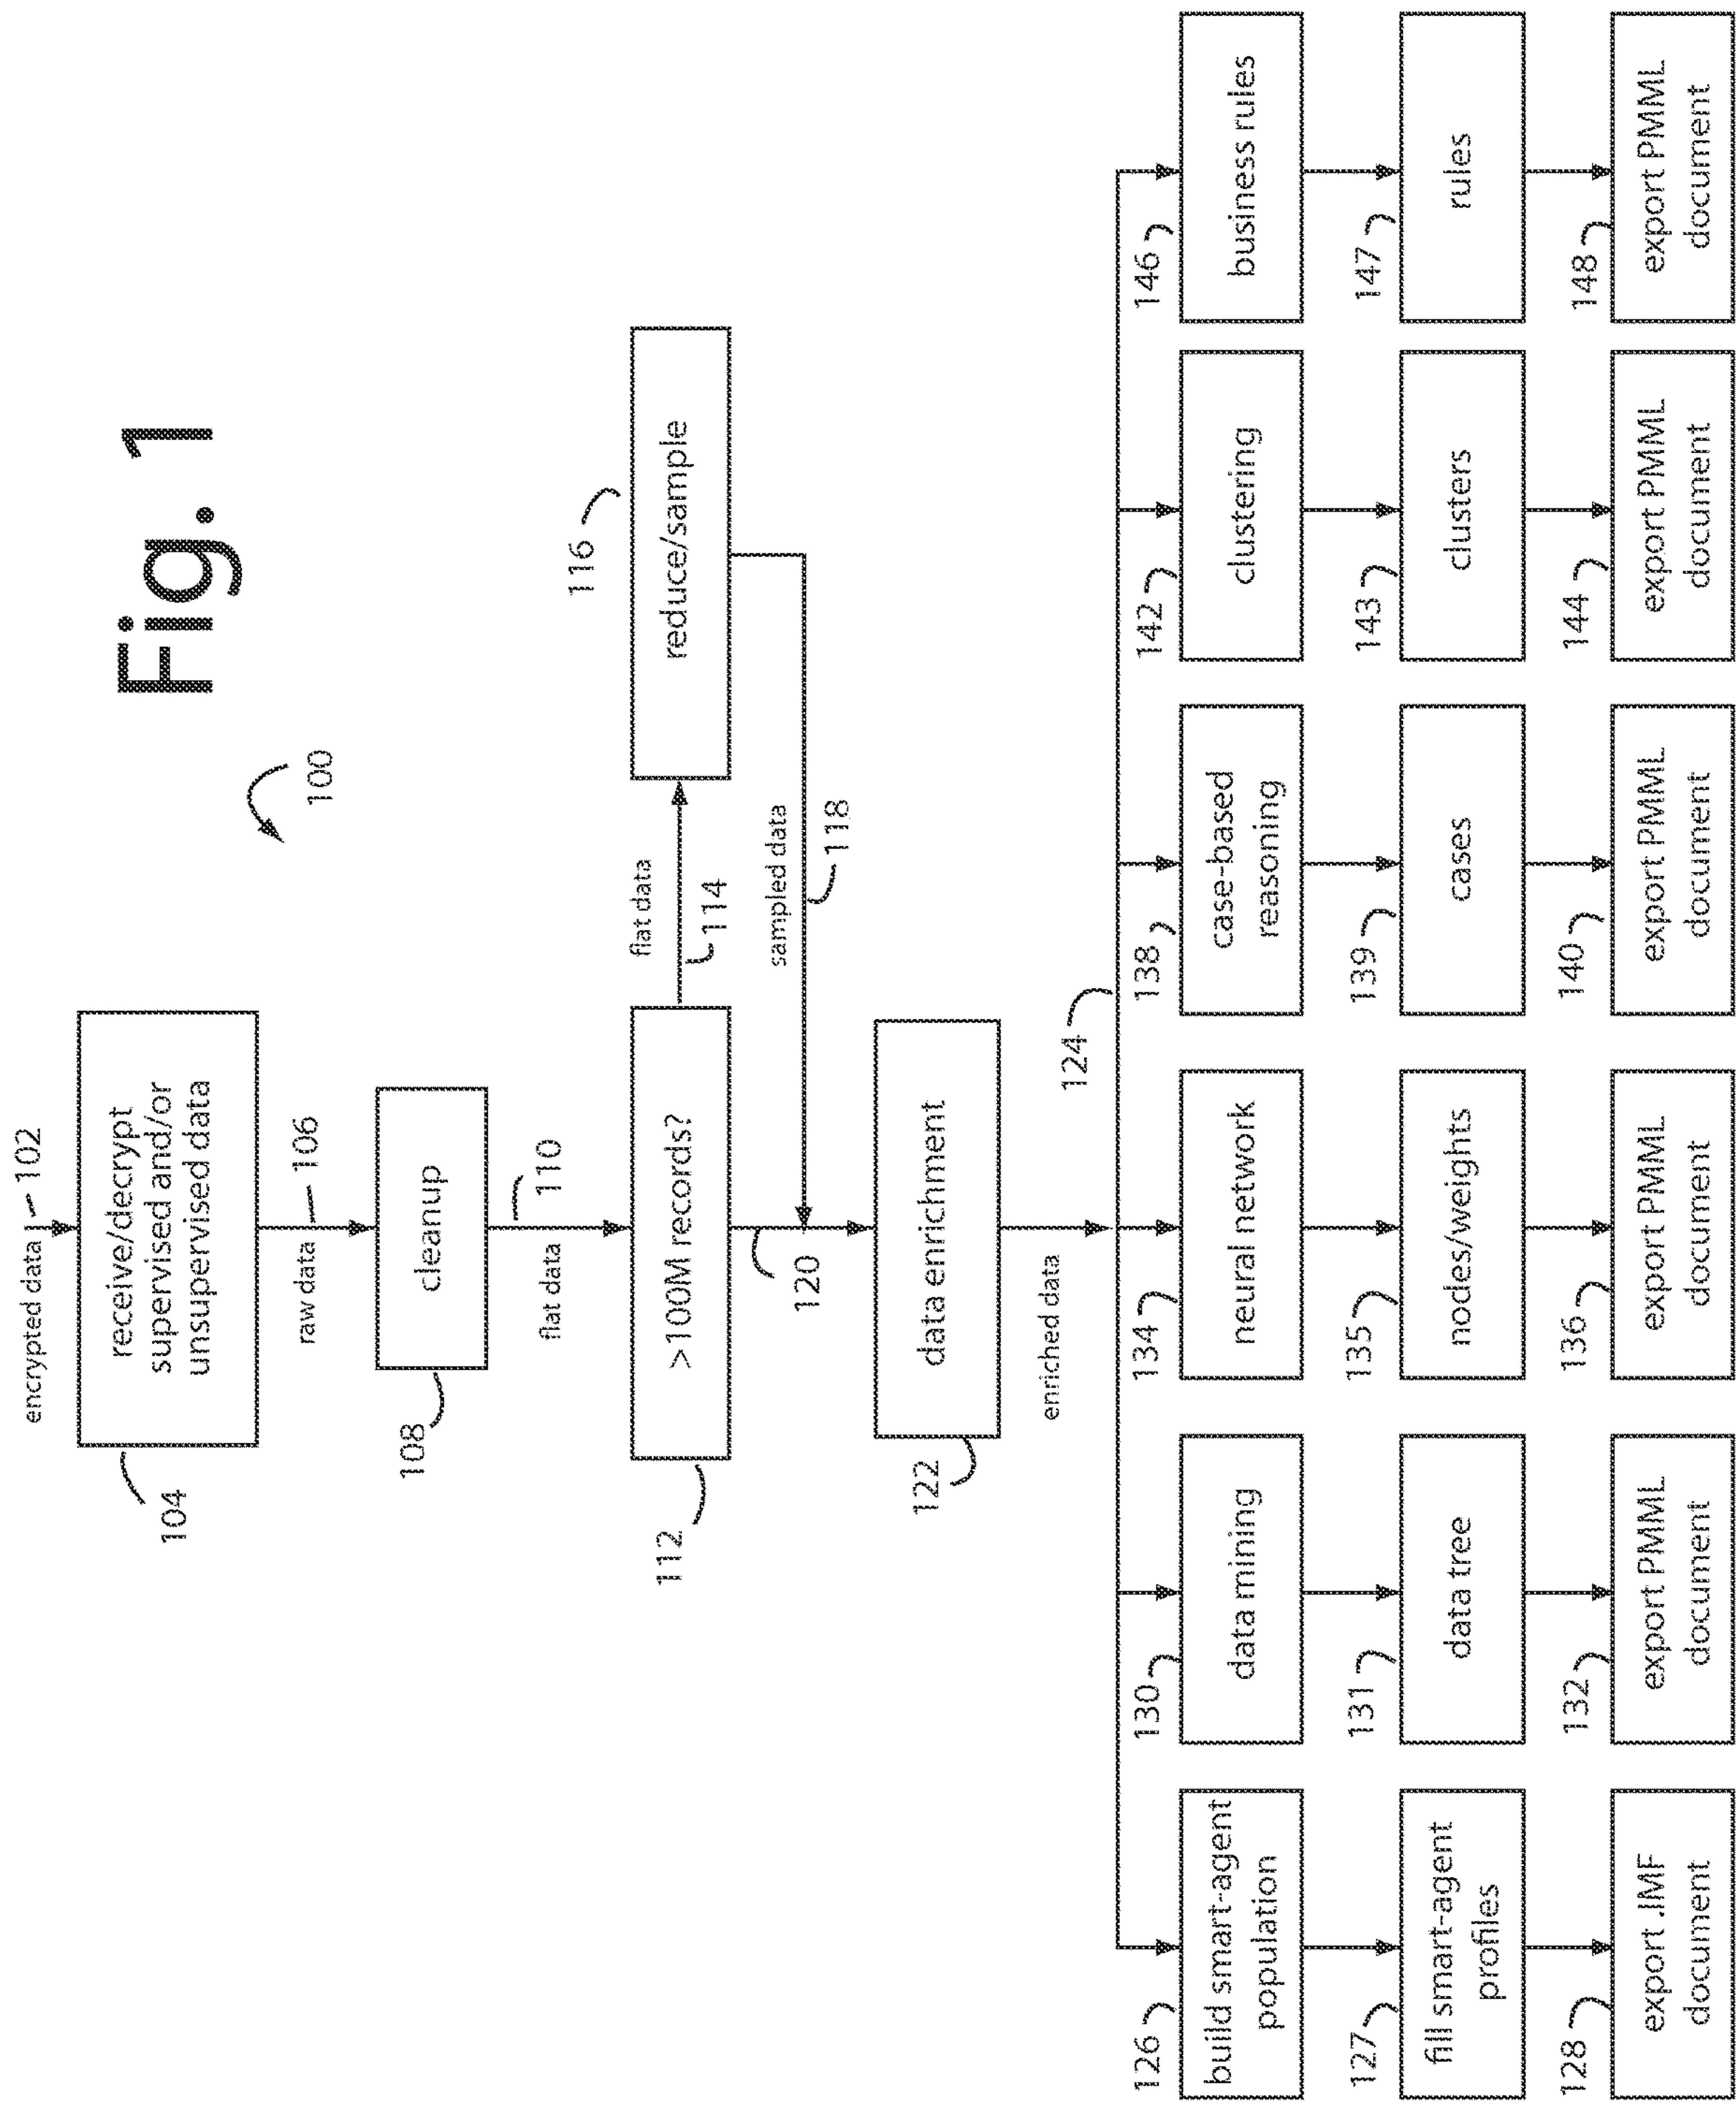 Fig. 1
100
encrypted data
102
receive/decrypt
supervised and/or
unsupervised data
104
raw data
106
cleanup
108
flat data
110
>100M records?
112
flat data
114
reduce/sample
116
sampled data
118
120
data enrichment
122
enriched data
124
126
build smart-agent
population
130
data mining
134
neural network
138
case-based
reasoning
142
clustering
146
business rules
127
fill smart-agent
profiles
131
data tree
135
nodes/weights
139
cases
143
clusters
147
rules
128
export .IMF
document
132
export PMML
document
136
export PMML
document
140
export PMML
document
144
export PMML
document
148
export PMML
document